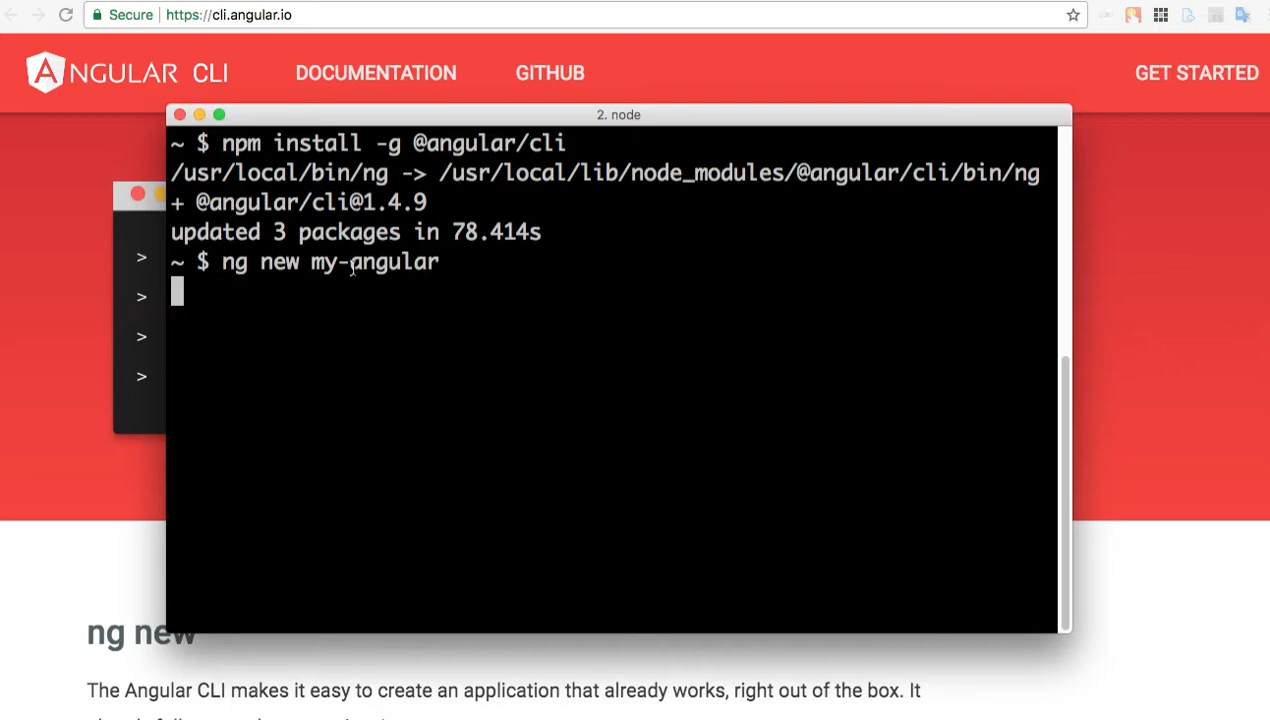 Secure | https://cli.angular.io
ANGULAR CLI DOCUMENTATION GITHUB GET STARTED
2. node
~ $ npm install -g @angular/cli
/usr/local/bin/ng -> /usr/local/lib/node_modules/@angular/cli/bin/ng
+ @angular/cli@1.4.9
updated 3 packages in 78.414s
~ $ ng new my-angular
>
>
>
>
ng new
The Angular CLI makes it easy to create an application that already works, right out of the box. It